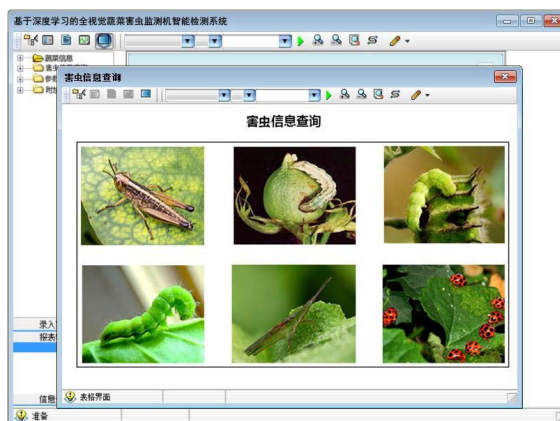 基于深度学习的全视觉蔬菜害虫监测机智能检测系统
蔬菜信息
害虫信息查询
害虫信息查询
录入
报表
信息
表格界面
准备